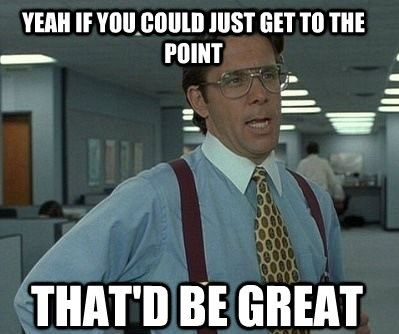 YEAH IF YOU COULD JUST GET TO THE
POINT
THAT'D BE GREAT